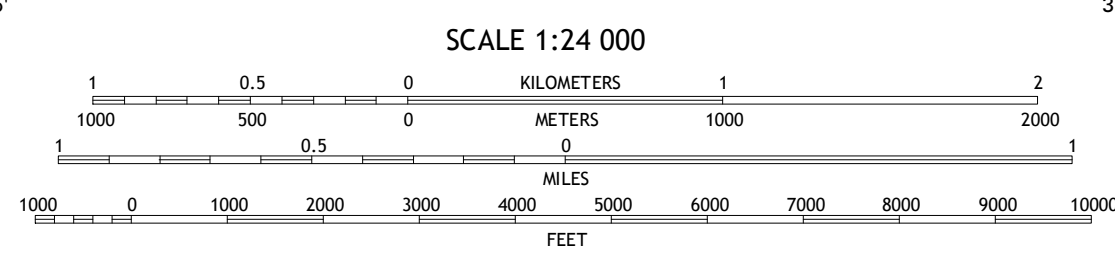 SCALE 1:24 000
1 0.5 0 KILOMETERS 1 2
1000 500 0 METERS 1000 2000
1 0.5 0 1
MILES
1000 0 1000 2000 3000 4000 5000 6000 7000 8000 9000 10000
FEET